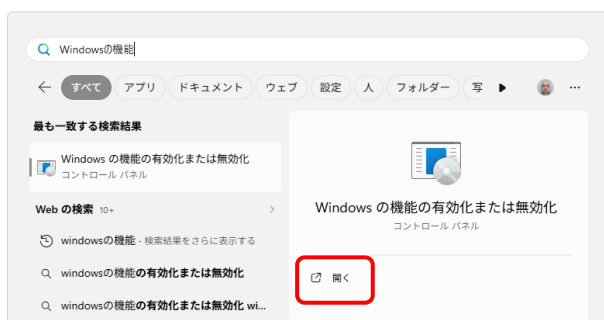 Windowsの機能
すべて アプリ ドキュメント ウェブ 設定 人 フォルダー 写
最も一致する検索結果
Windows の機能の有効化または無効化
コントロール パネル
Web の検索 10+
windowsの機能 - 検索結果をさらに表示する
windowsの機能の有効化または無効化
windowsの機能の有効化または無効化 wi...
Windows の機能の有効化または無効化
コントロール パネル
開く